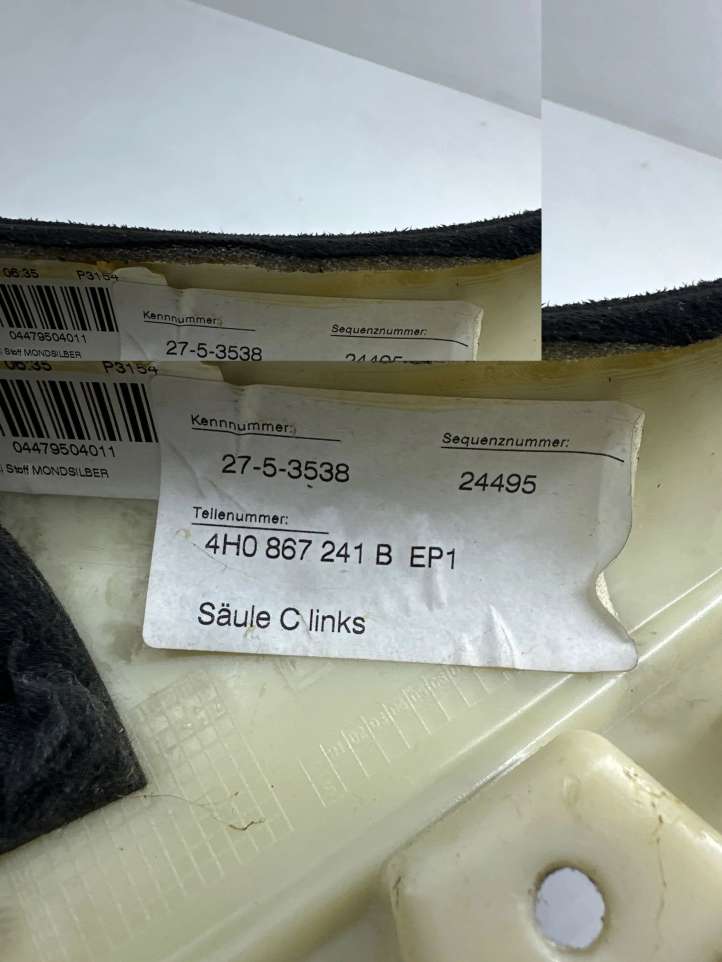 06:35 P3154
04479504011
Stoff MONDSILBER
Kennnummer:
27-5-3538
Sequenznummer:
24495
06:35 P3154
04479504011
Stoff MONDSILBER
Kennnummer:
27-5-3538
Sequenznummer:
24495
Teilenummer:
4H0 867 241 B EP1
Säule C links